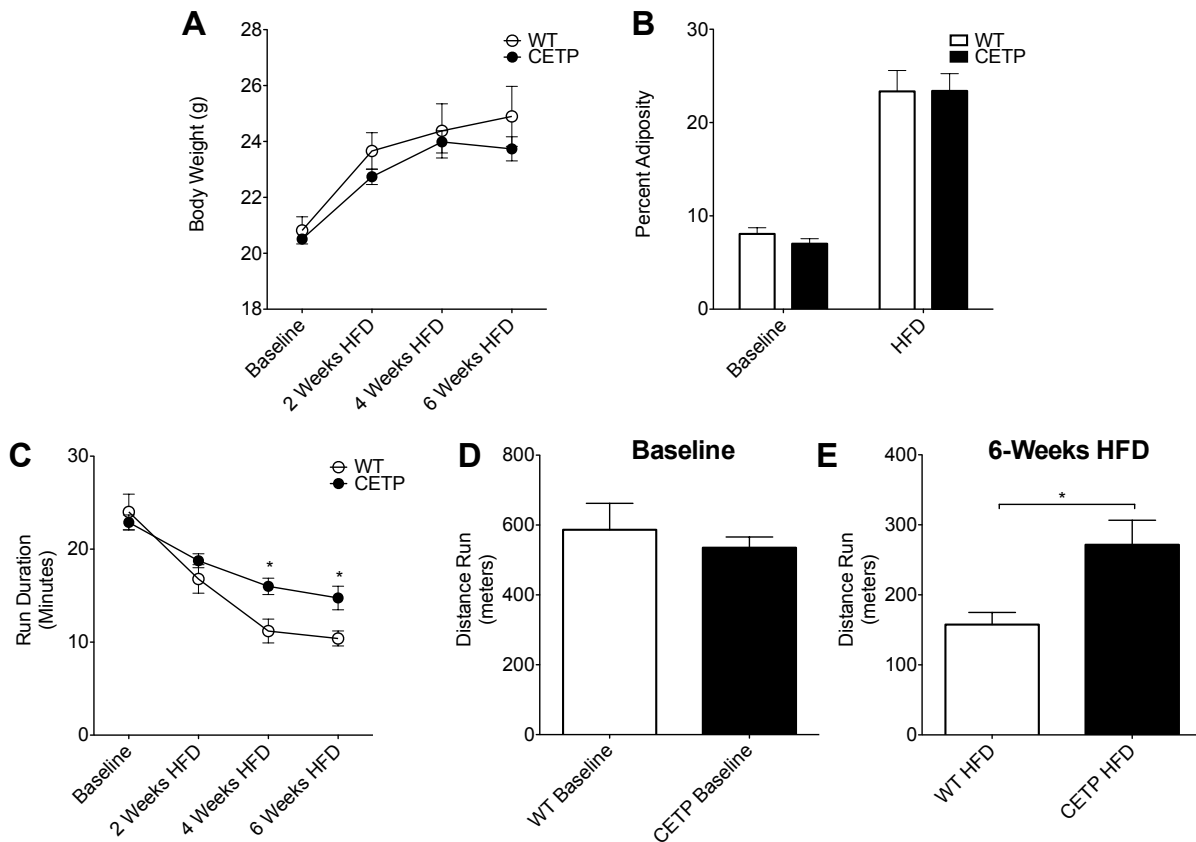 A
28
26
24
22
20
18
Body Weight (g)
WT
CETP
Baseline
2 Weeks HFD
4 Weeks HFD
6 Weeks HFD
B
30
20
10
0
Percent Adiposity
WT
CETP
Baseline
HFD
C
30
20
10
0
Run Duration
(Minutes)
WT
CETP
*
*
Baseline
2 Weeks HFD
4 Weeks HFD
6 Weeks HFD
D
Baseline
800
600
400
200
0
Distance Run
(meters)
WT Baseline
CETP Baseline
E
6-Weeks HFD
400
300
200
100
0
Distance Run
(meters)
*
WT HFD
CETP HFD